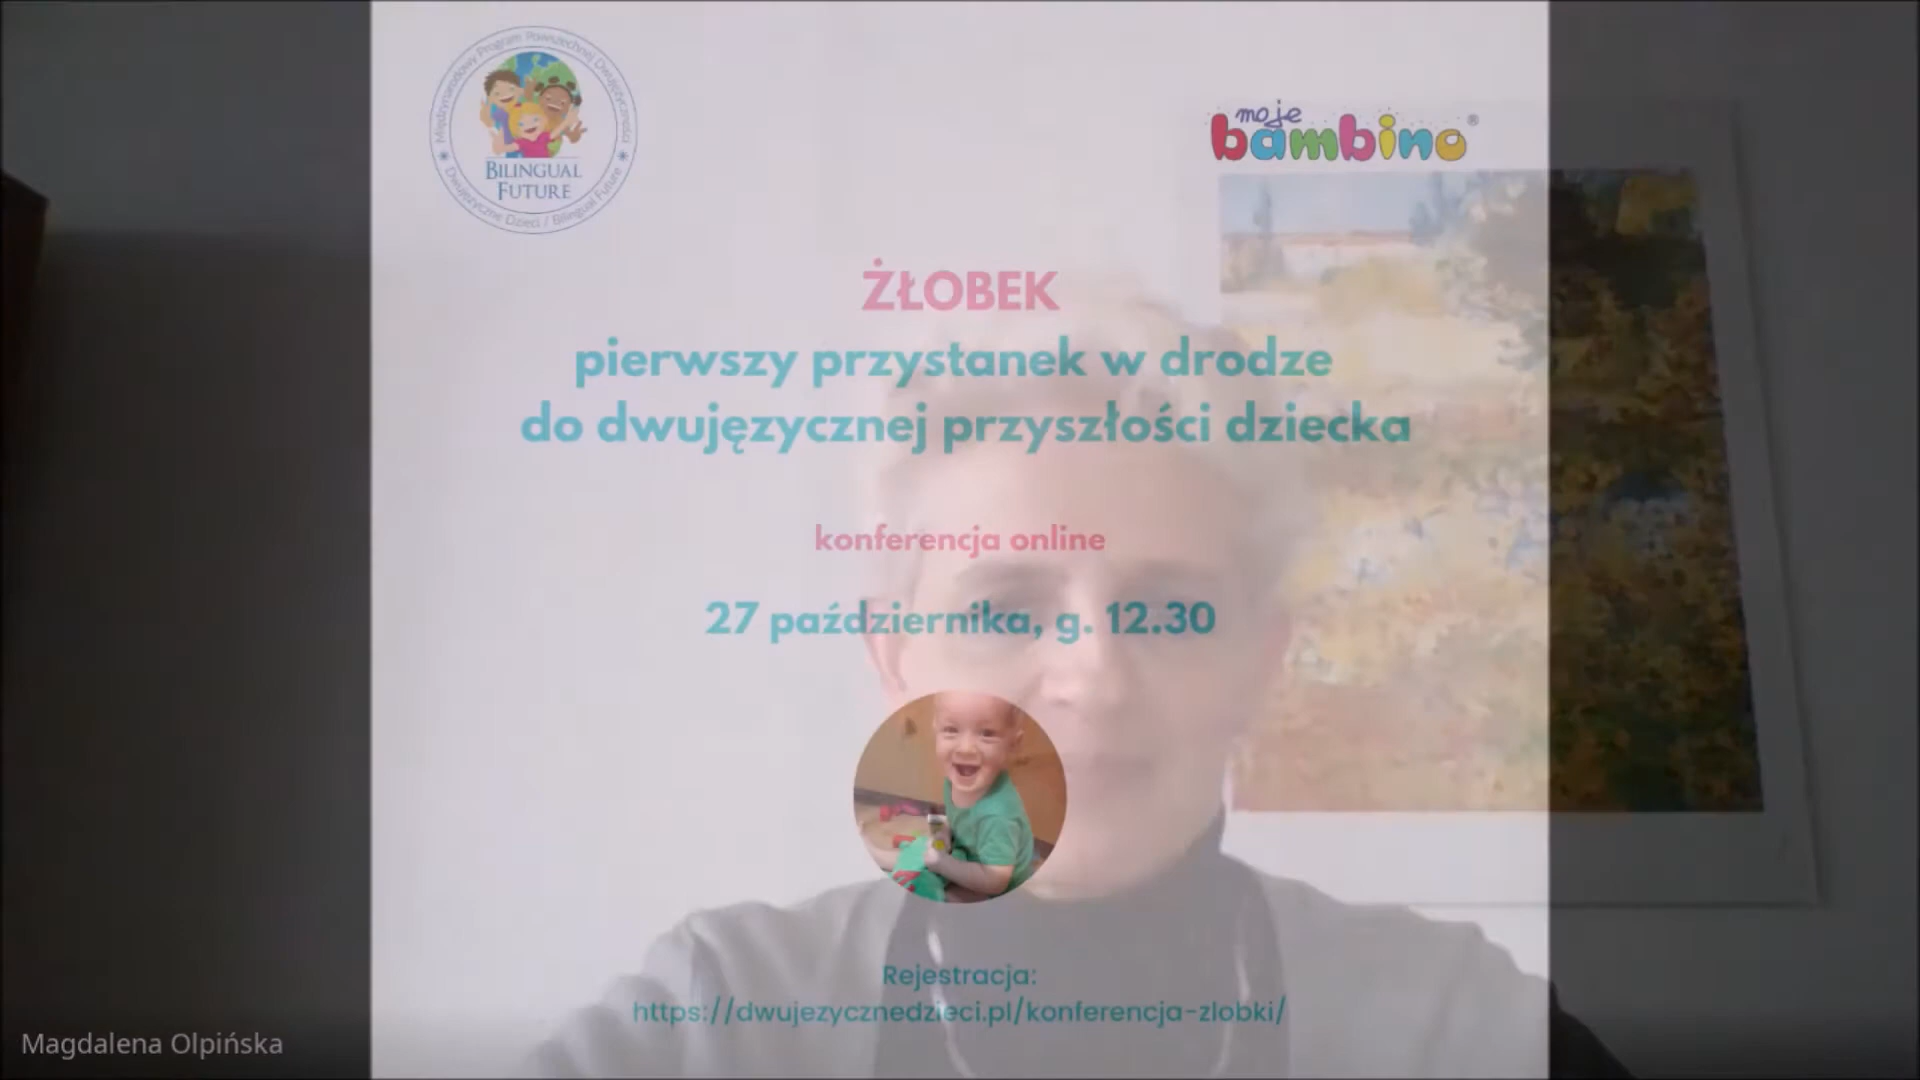 Międzynarodowy Program Powszechnej Dwujęzyczności
BILINGUAL
FUTURE
Dwujęzyczne Dzieci / Bilingual Future
moje
bambino®
ŻŁOBEK
pierwszy przystanek w drodze
do dwujęzycznej przyszłości dziecka
konferencja online
27 października, g. 12.30
Rejestracja:
https://dwujezycznedzieci.pl/konferencja-zlobki/
Magdalena Olpińska